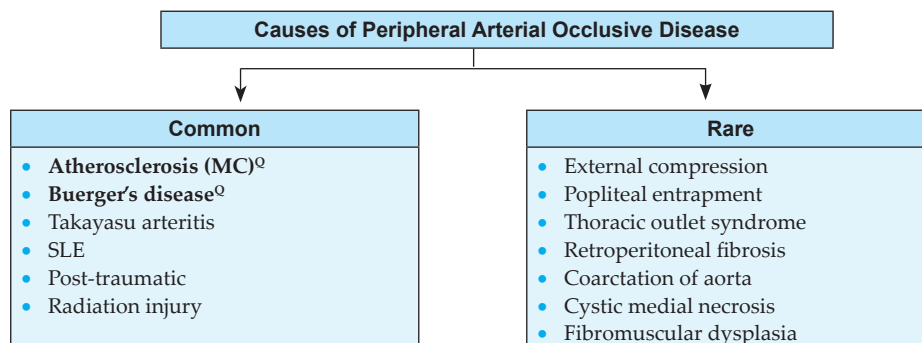 Causes of Peripheral Arterial Occlusive Disease
Common
• Atherosclerosis (MC)Q
• Buerger's diseaseQ
• Takayasu arteritis
• SLE
• Post-traumatic
• Radiation injury
Rare
• External compression
• Popliteal entrapment
• Thoracic outlet syndrome
• Retroperitoneal fibrosis
• Coarctation of aorta
• Cystic medial necrosis
• Fibromuscular dysplasia